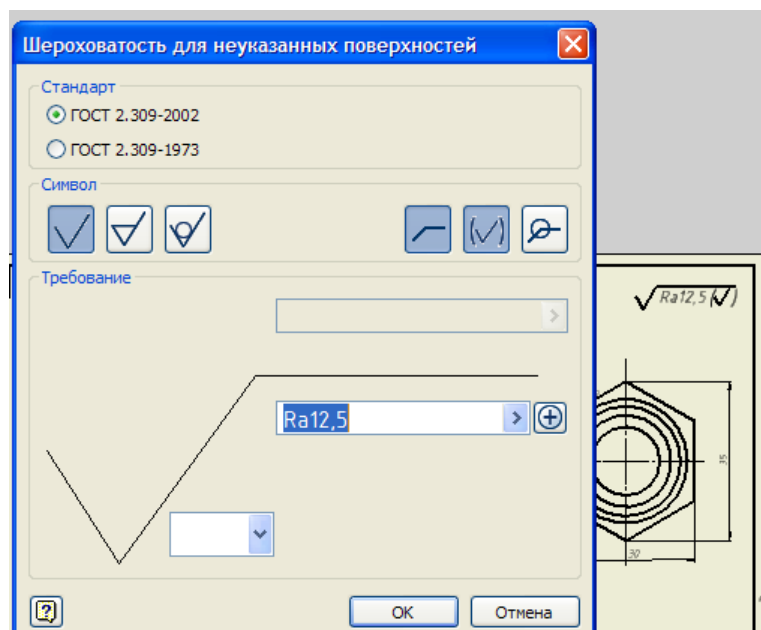 Шероховатость для неуказанных поверхностей
Стандарт
ГОСТ 2.309-2002
ГОСТ 2.309-1973
Символ
Требование
Ra12,5
Ra12,5(√)
35
30
OK
Отмена